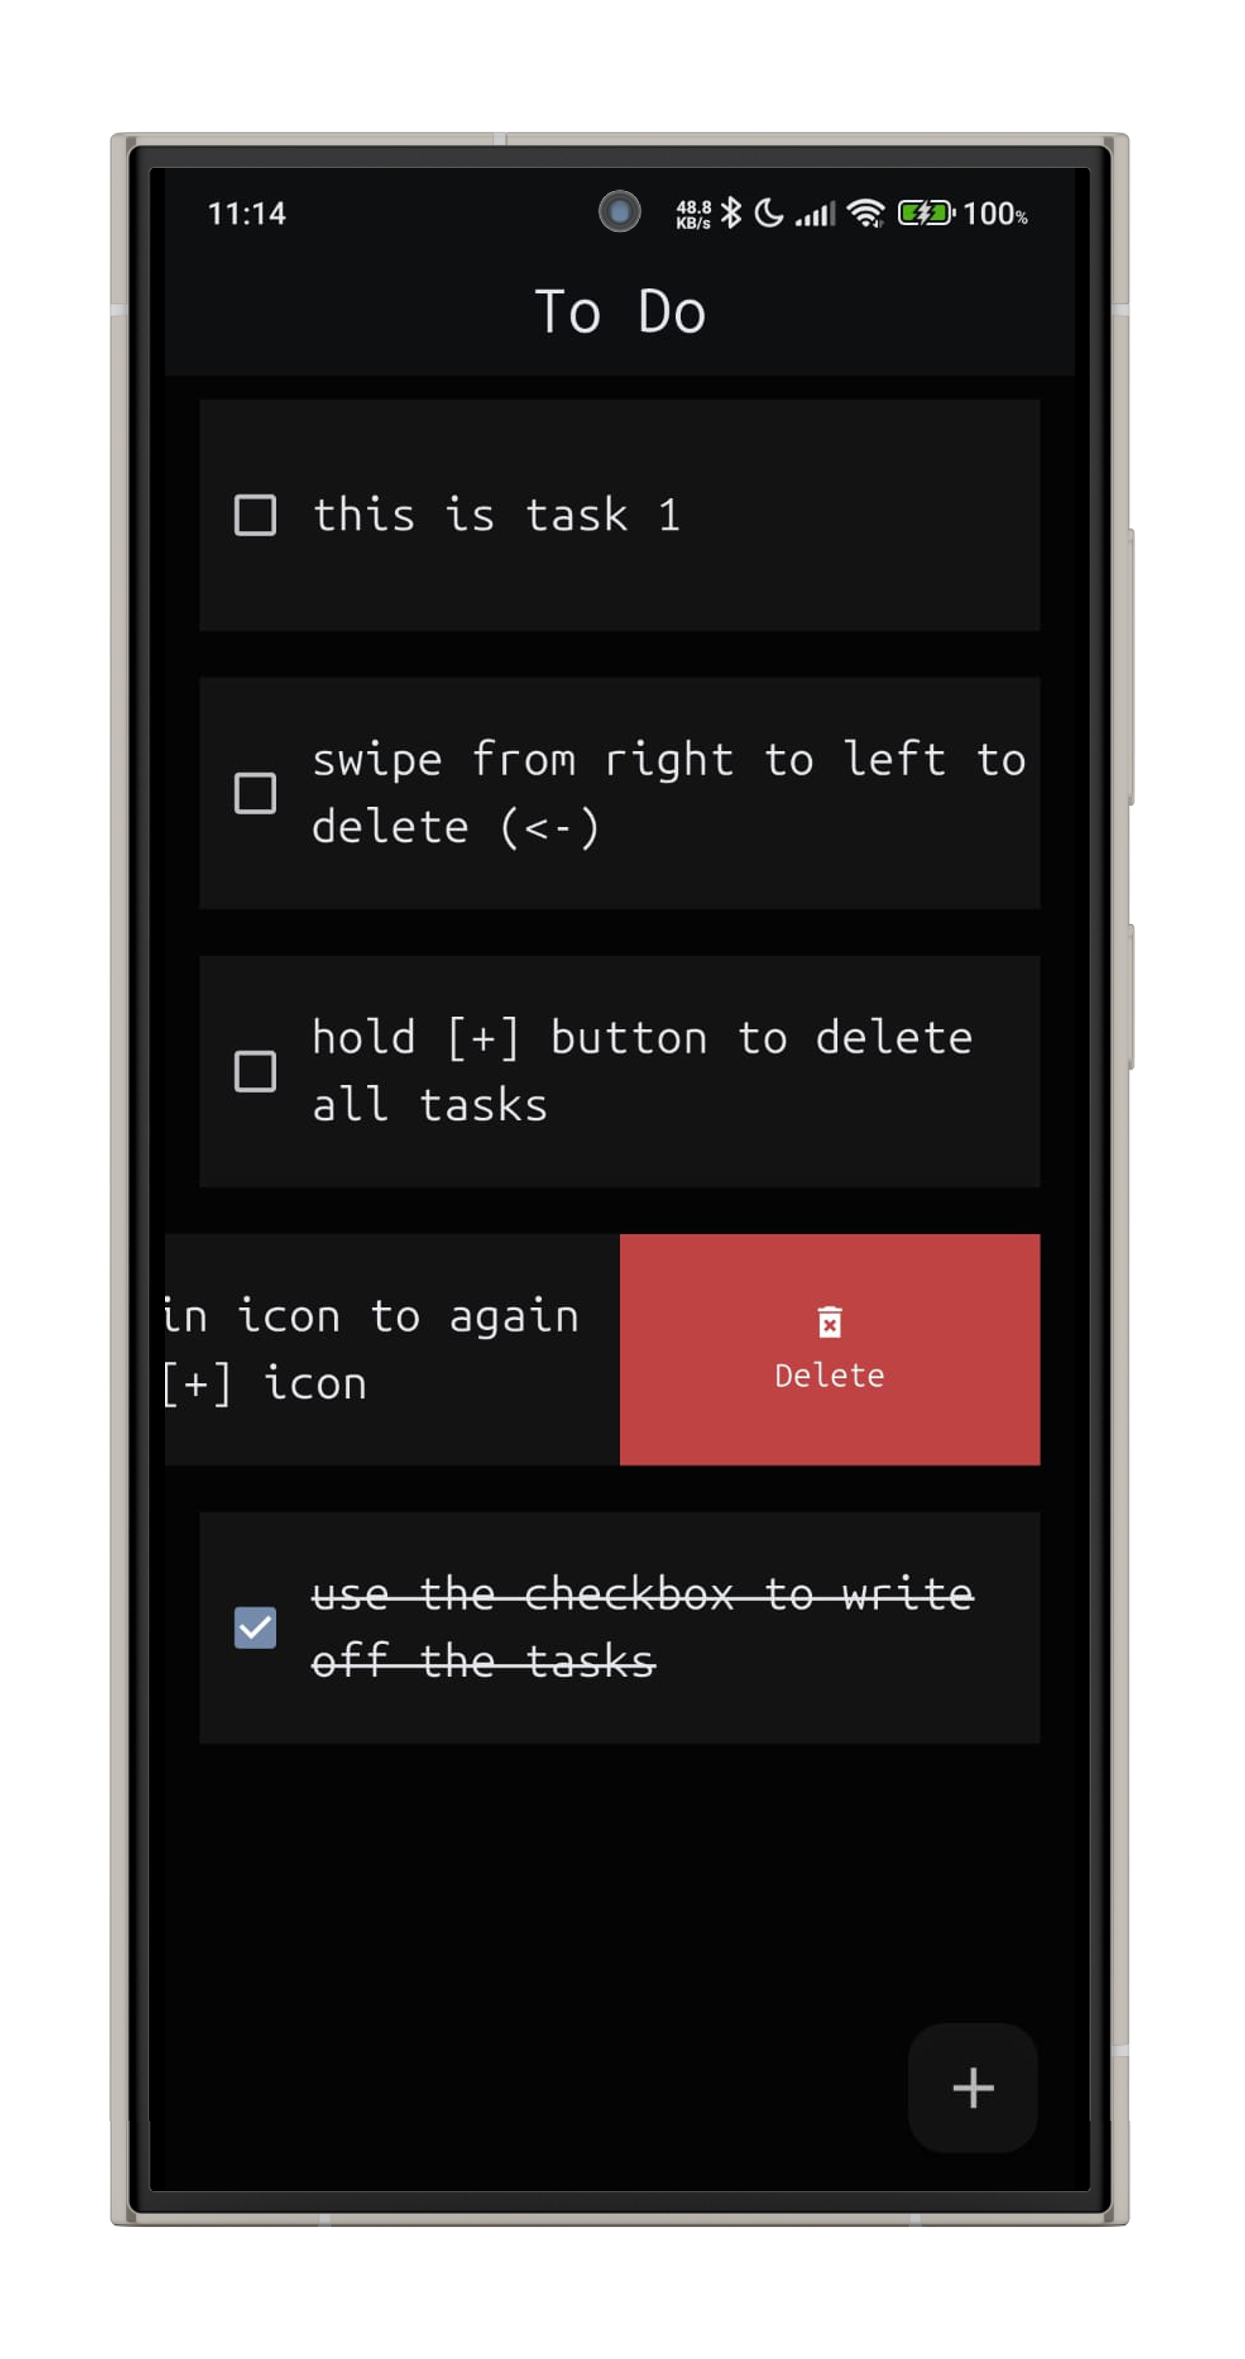 11:14
48.8
KB/s
100%
To Do
this is task 1
swipe from right to left to
delete (<-)
hold [+] button to delete
all tasks
in icon to again
[+] icon
Delete
use the checkbox to write
off the tasks
+